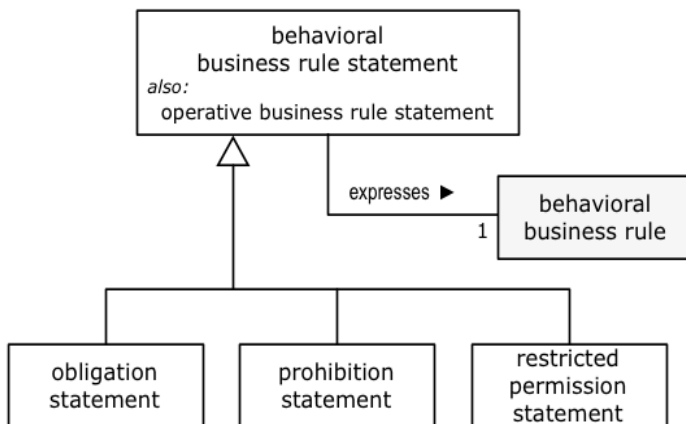 behavioral
business rule statement
also:
operative business rule statement
expresses ►
1
behavioral
business rule
obligation
statement
prohibition
statement
restricted
permission
statement